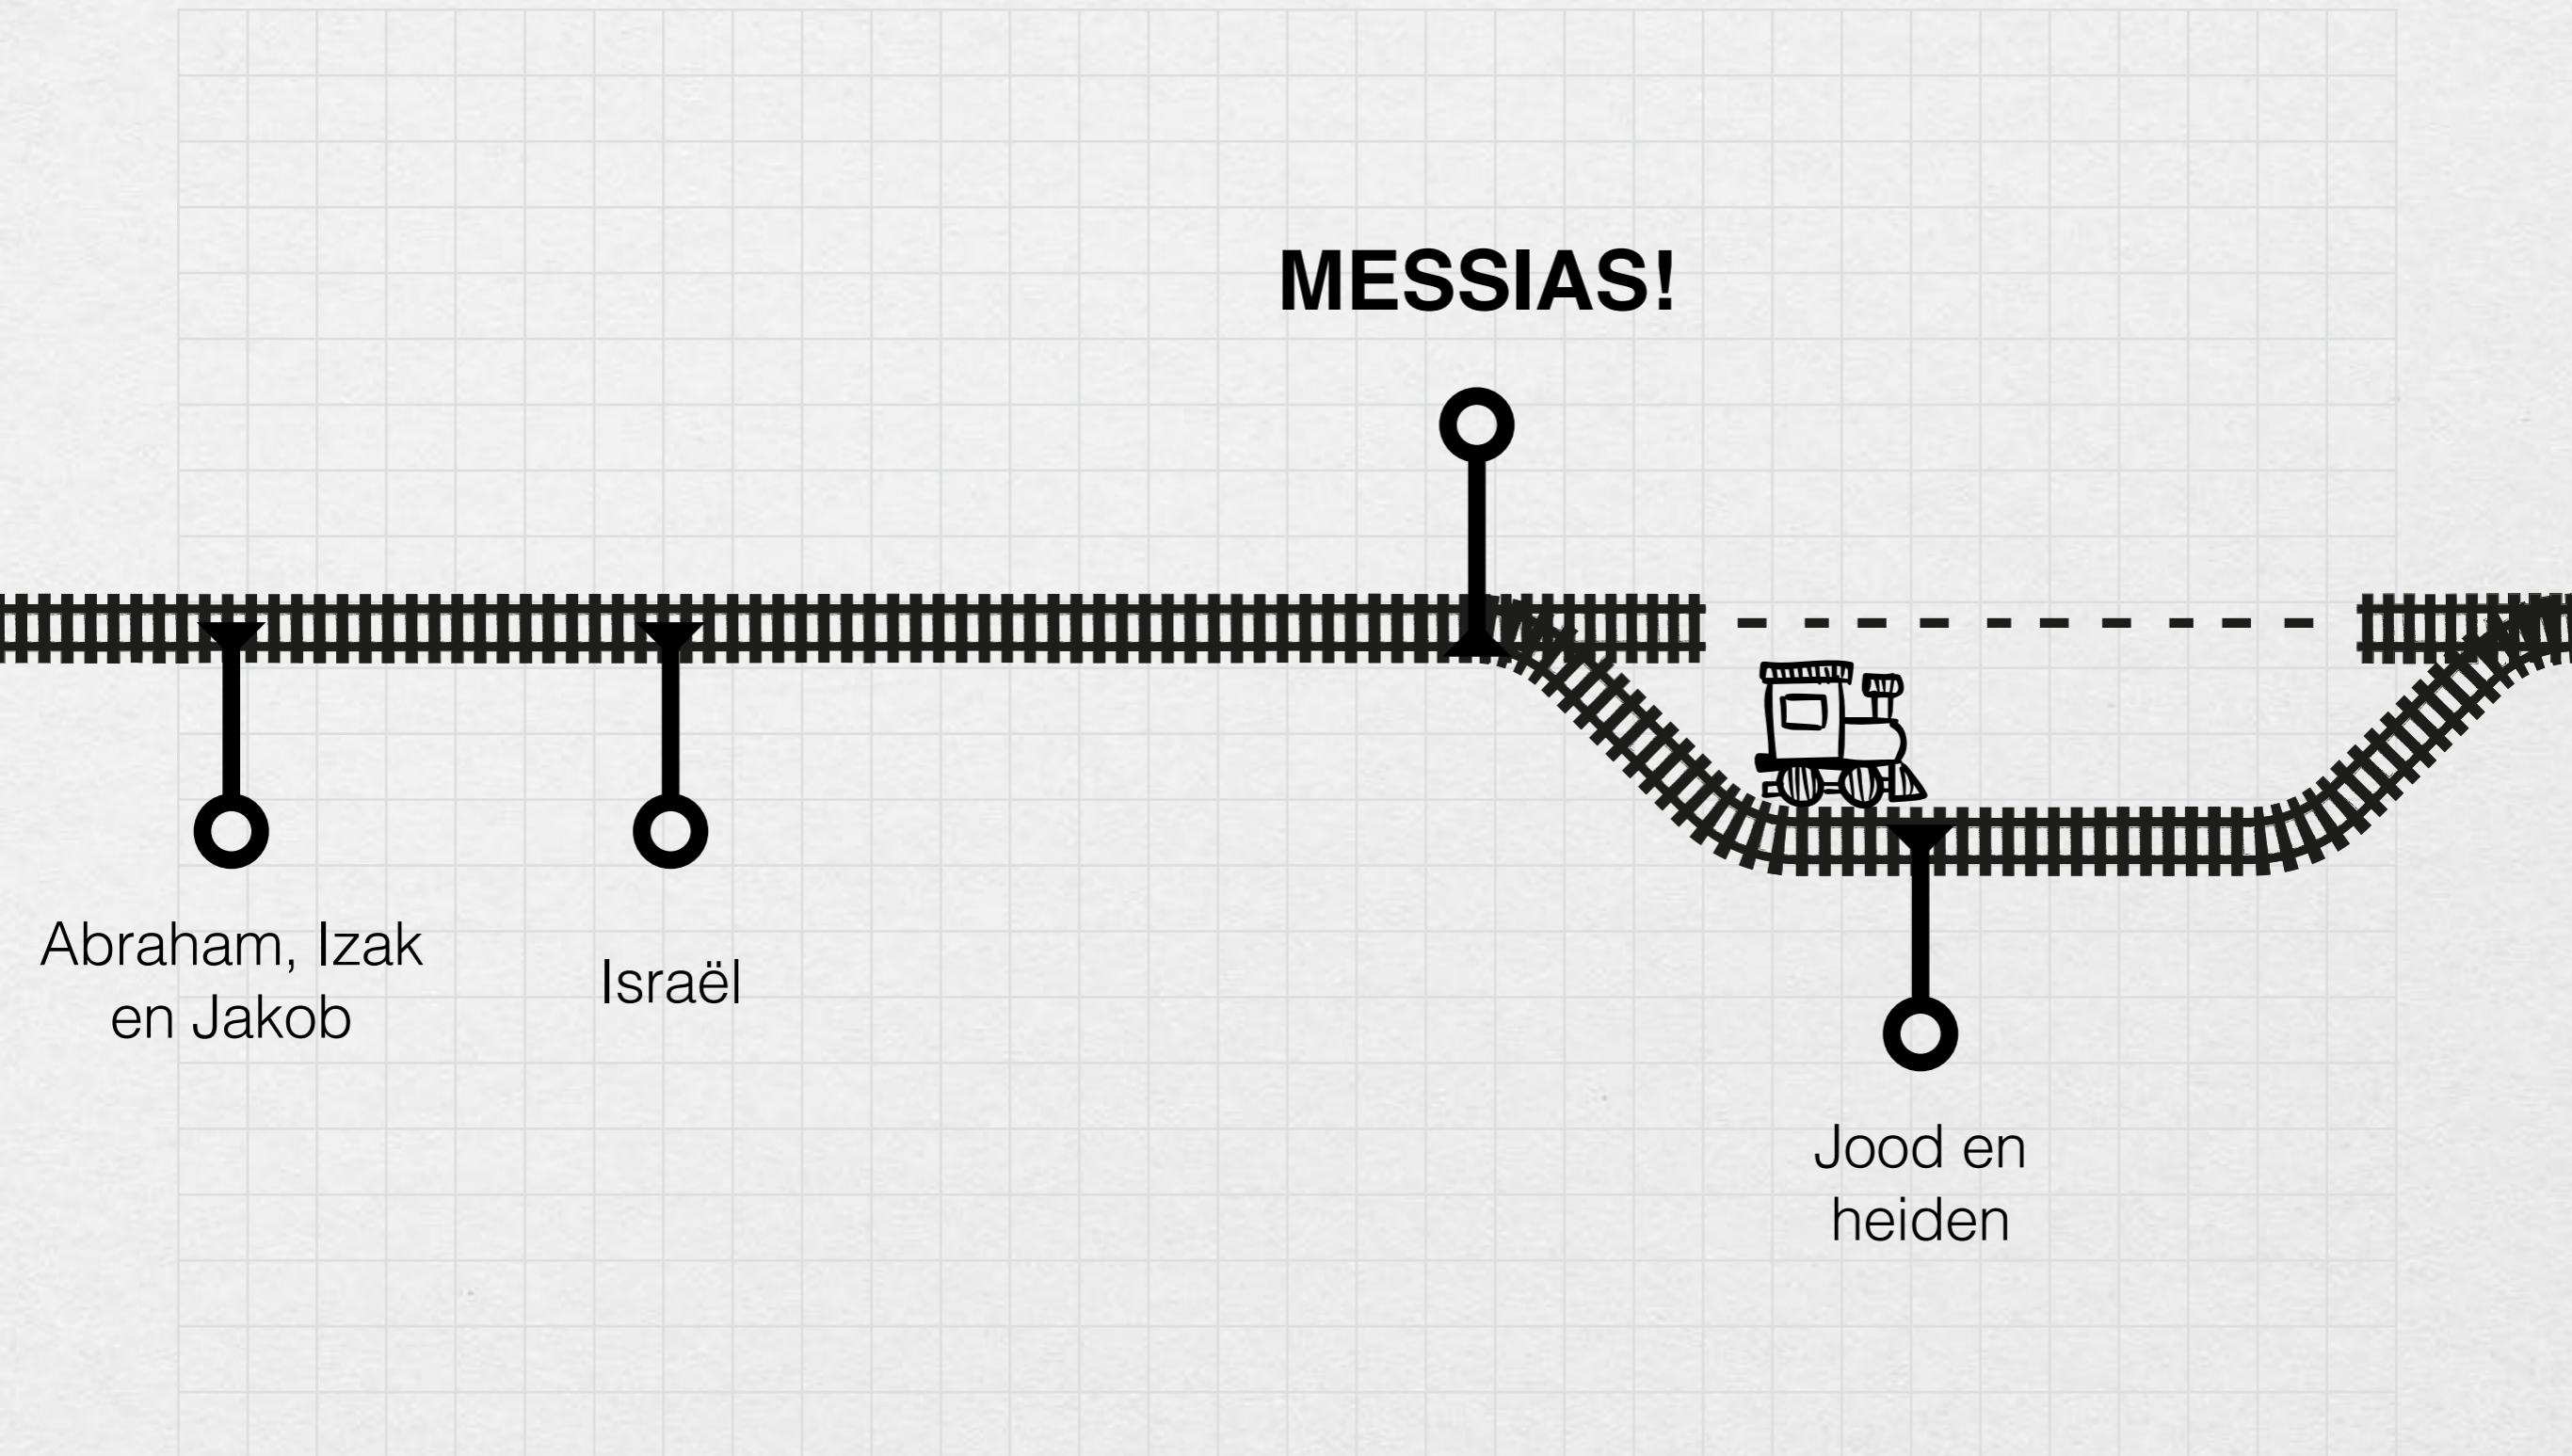 MESSIAS!
Abraham, Izak
en Jakob
Israël
Jood en
heiden